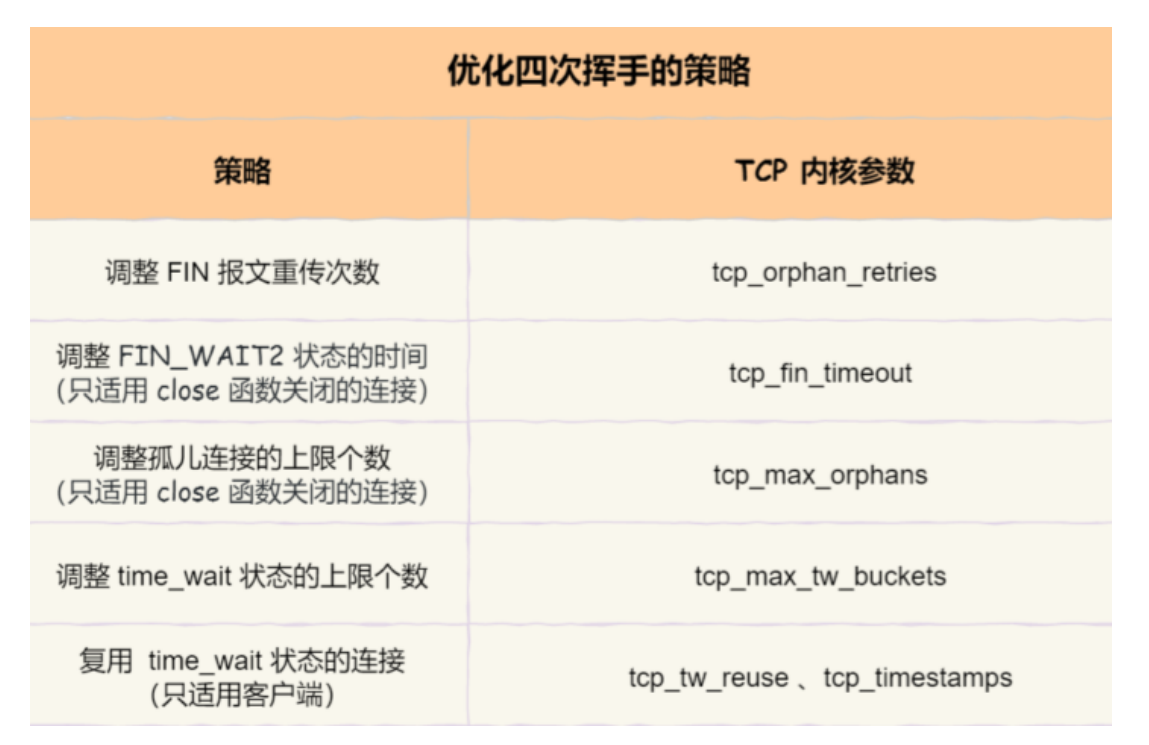 优化四次挥手的策略
策略
TCP 内核参数
调整 FIN 报文重传次数
tcp_orphan_retries
调整 FIN_WAIT2 状态的时间
(只适用 close 函数关闭的连接)
tcp_fin_timeout
调整孤儿连接的上限个数
(只适用 close 函数关闭的连接)
tcp_max_orphans
调整 time_wait 状态的上限个数
tcp_max_tw_buckets
复用 time_wait 状态的连接
(只适用客户端)
tcp_tw_reuse 、tcp_timestamps